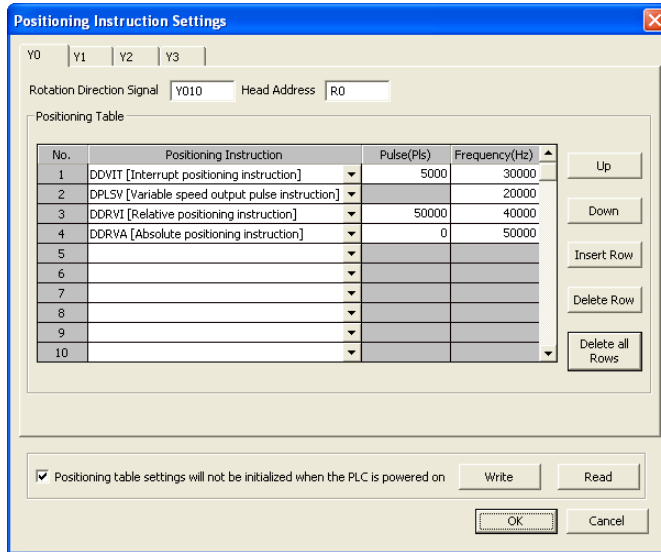 Positioning Instruction Settings
Y0 Y1 Y2 Y3
Rotation Direction Signal Y010 Head Address R0
Positioning Table
No. Positioning Instruction Pulse(Pls) Frequency(Hz)
1 DDVIT [Interrupt positioning instruction] 5000 30000
2 DPLSV [Variable speed output pulse instruction] 20000
3 DDRVI [Relative positioning instruction] 50000 40000
4 DDRVA [Absolute positioning instruction] 0 50000
5
6
7
8
9
10
Up
Down
Insert Row
Delete Row
Delete all
Rows
Positioning table settings will not be initialized when the PLC is powered on Write Read
OK Cancel